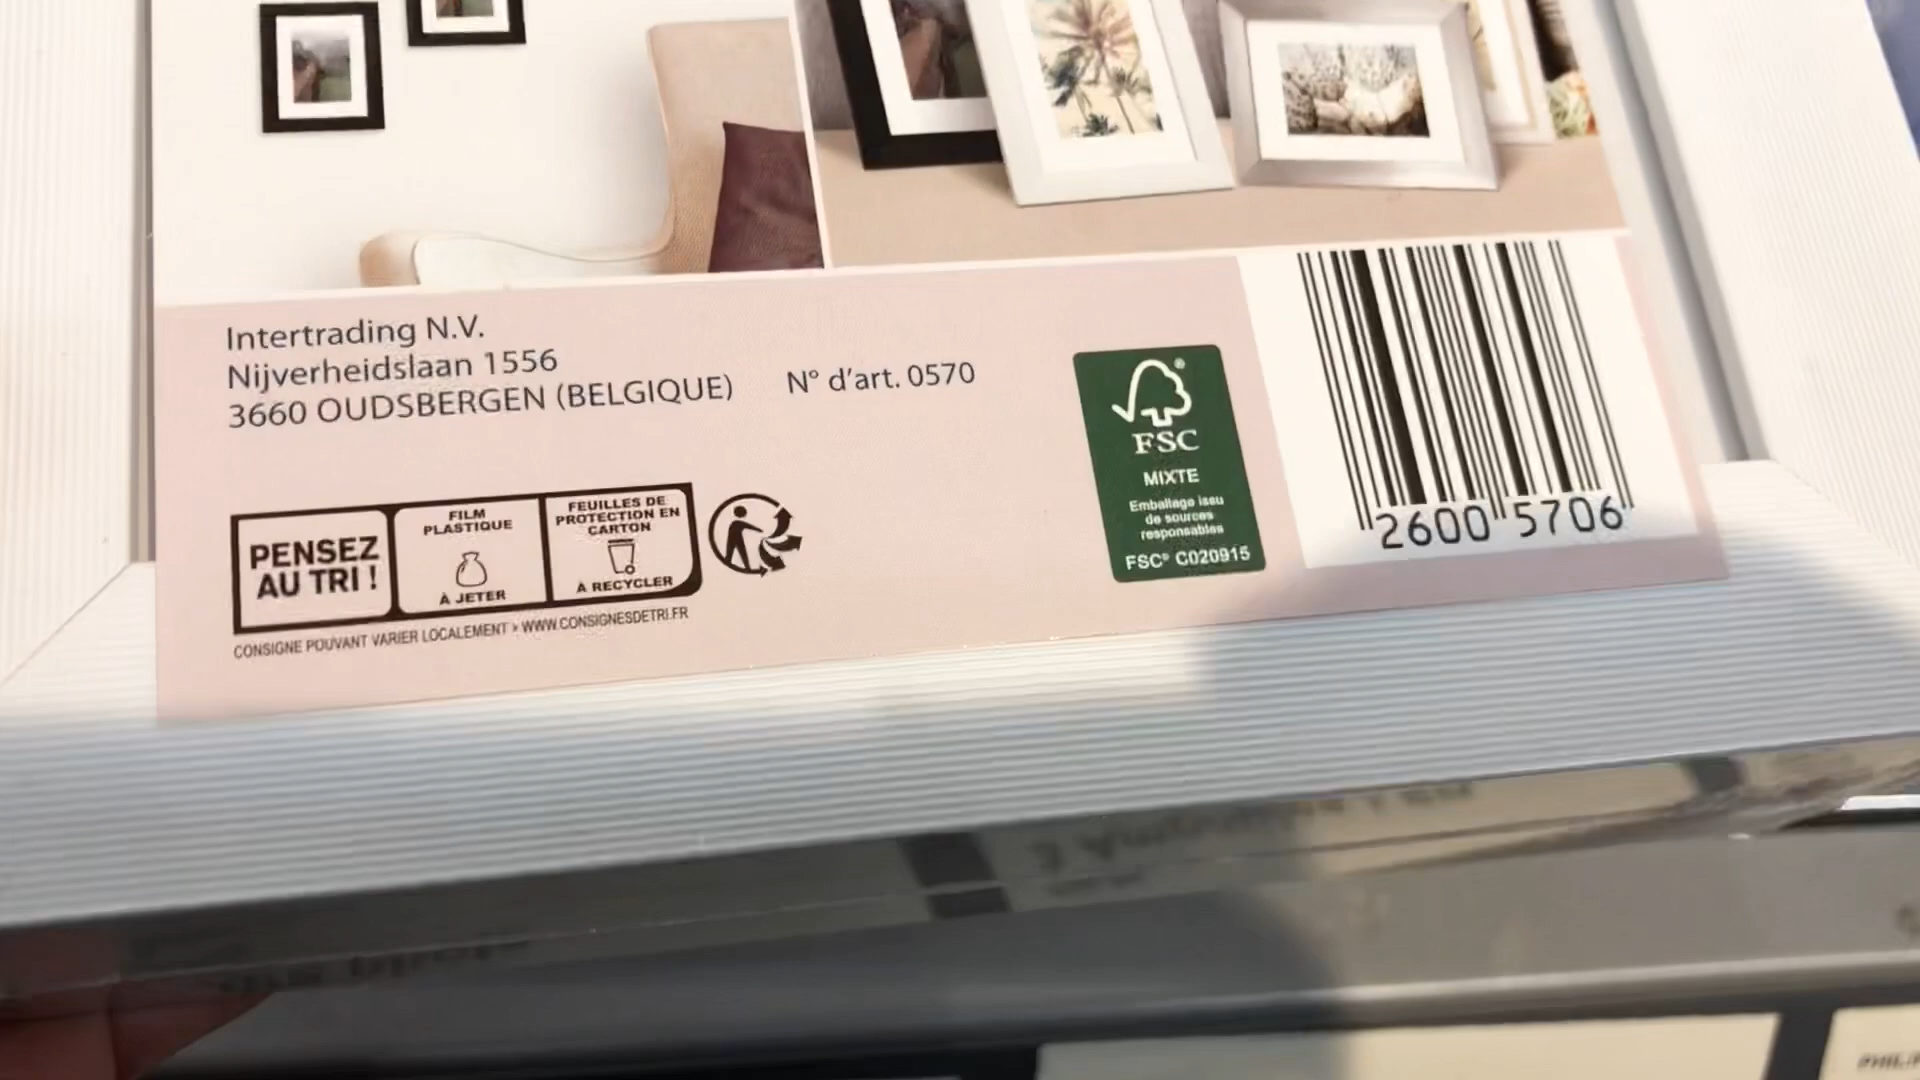 Intertrading N.V.
Nijverheidslaan 1556
3660 OUDSBERGEN (BELGIQUE)
N° d'art. 0570
PENSEZ
AU TRI !
FILM
PLASTIQUE
À JETER
FEUILLES DE
PROTECTION EN
CARTON
À RECYCLER
CONSIGNE POUVANT VARIER LOCALEMENT > WWW.CONSIGNESDETRI.FR
FSC
MIXTE
Emballage issu
de sources
responsables
FSC® C020915
2600 5706